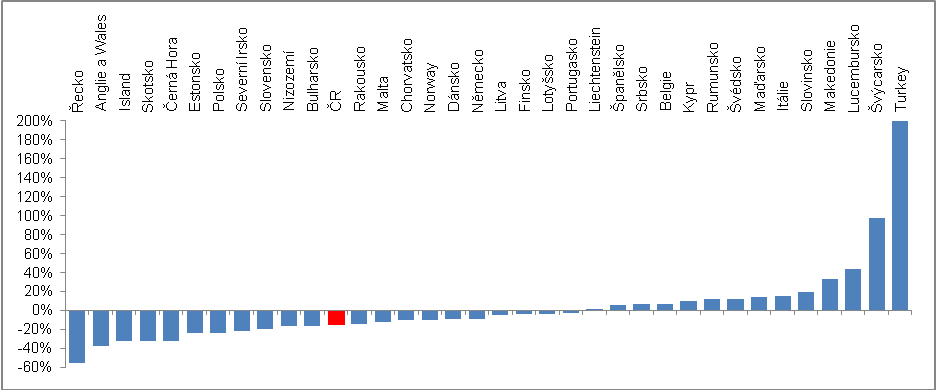 Řecko
Anglie a Wales
Island
Skotsko
Černá Hora
Estonsko
Polsko
Severní Irsko
Slovensko
Nizozemí
Bulharsko
ČR
Rakousko
Malta
Chorvatsko
Norway
Dánsko
Německo
Litva
Finsko
Lotyšsko
Portugasko
Liechtenstein
Španělsko
Srbsko
Belgie
Kypr
Rumunsko
Švédsko
Maďarsko
Itálie
Slovinsko
Makedonie
Lucembursko
Švýcarsko
Turkey
200%
180%
160%
140%
120%
100%
80%
60%
40%
20%
0%
-20%
-40%
-60%